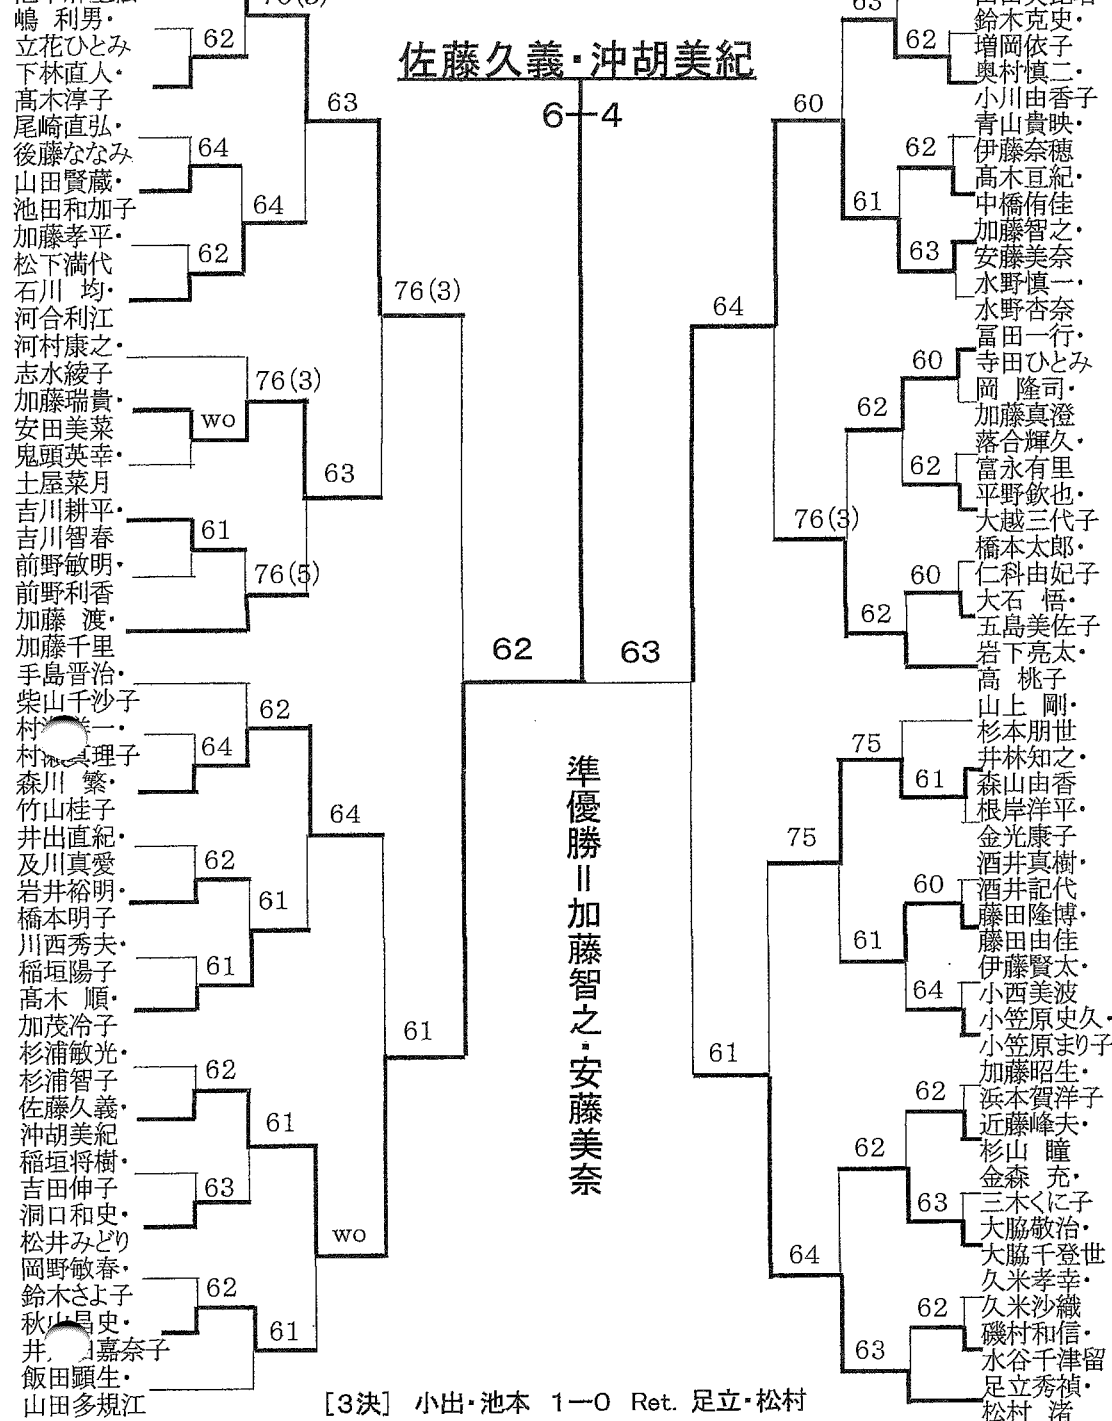 嶋　利男・
立花ひとみ
下林直人・
髙木淳子
尾崎直弘・
後藤ななみ
山田賢蔵・
池田和加子
加藤孝平・
松下満代
石川　均・
河合利江
河村康之・
志水綾子
加藤瑞貴・
安田美菜
鬼頭英幸・
土屋菜月
吉川耕平・
吉川智春
前野敏明・
前野利香
加藤　渡・
加藤千里
手島晋治・
柴山千沙子
森川　繁・
竹山桂子
井出直紀・
及川真愛
岩井裕明・
橋本明子
川西秀夫・
稲垣陽子
髙木　順・
加茂冷子
杉浦敏光・
杉浦智子
佐藤久義・
沖胡美紀
稲垣将樹・
吉田伸子
洞口和史・
松井みどり
岡野敏春・
鈴木さよ子
秋山昌史・
飯田顕生・
山田多規江
62
64
62
wo
61
64
62
61
62
63
62
64
76(3)
76(5)
62
61
61
61
63
63
64
wo
76(3)
61
62
佐藤久義・沖胡美紀
6-4
準優勝=加藤智之・安藤美奈
63
64
61
60
76(3)
75
64
63
61
62
62
75
61
62
63
62
62
63
60
62
60
61
60
64
62
63
62
鈴木克史・
増岡依子
奥村慎二・
小川由香子
青山貴映・
伊藤奈穂
髙木亘紀・
中橋侑佳
加藤智之・
安藤美奈
水野慎一・
水野杏奈
冨田一行・
寺田ひとみ
岡　隆司・
加藤真澄
落合輝久・
富永有里
平野欽也・
大越三代子
橋本太郎・
仁科由妃子
大石　悟・
五島美佐子
岩下亮太・
高　桃子
山上　剛・
杉本朋世
井林知之・
森山由香
根岸洋平・
金光康子
酒井真樹・
酒井記代
藤田隆博・
藤田由佳
伊藤賢太・
小西美波
小笠原史久・
小笠原まり子
加藤昭生・
浜本賀洋子
近藤峰夫・
杉山　瞳
金森　充・
三木くに子
大脇敬治・
大脇千登世
久米孝幸・
久米沙織
磯村和信・
水谷千津留
足立秀禎・
松村　渚
[3決]　小出・池本　1-0　Ret. 足立・松村